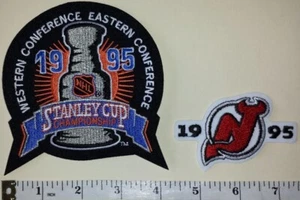 WESTERN CONFERENCE EASTERN CONFERENCE
19 95
NHL
STANLEY CUP
CHAMPIONSHIP
TM
19 95
1 2 3 4 5 6 7